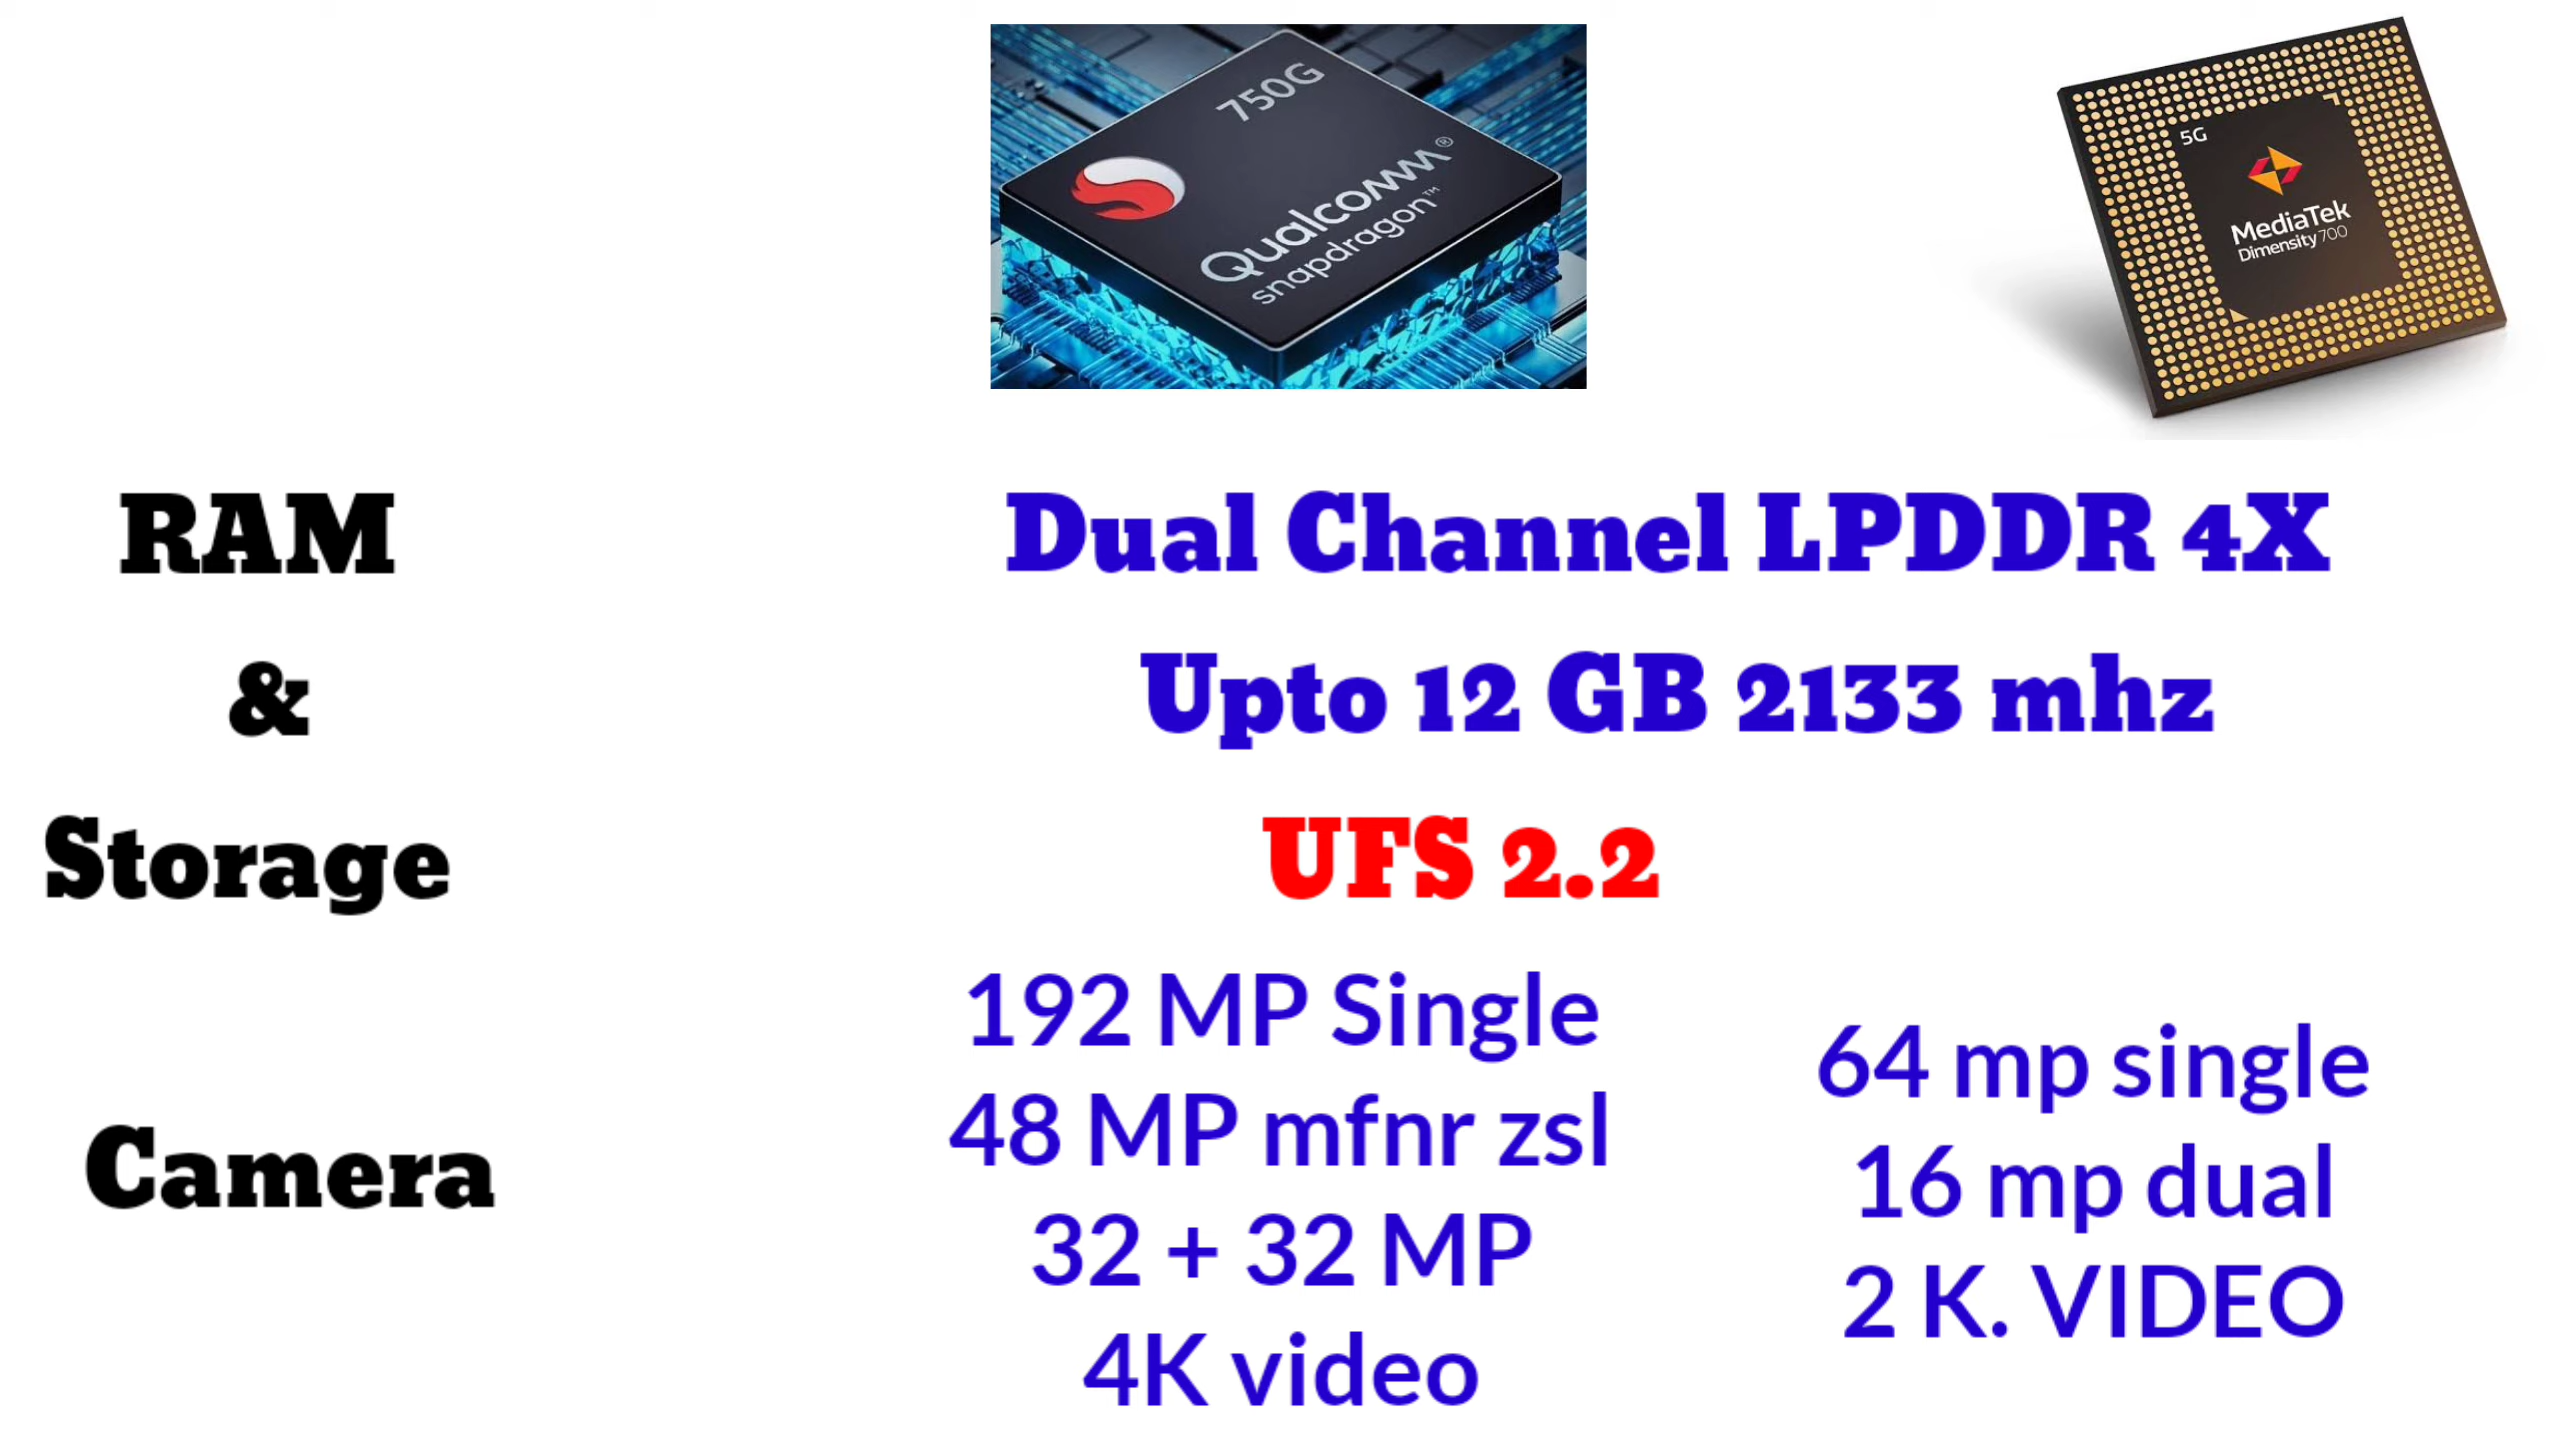 750G
Qualcomm®
snapdragon™
5G
MediaTek
Dimensity 700
RAM
&
Storage
Dual Channel LPDDR 4X
Upto 12 GB 2133 mhz
UFS 2.2
Camera
192 MP Single
48 MP mfnr zsl
32 + 32 MP
4K video
64 mp single
16 mp dual
2 K. VIDEO